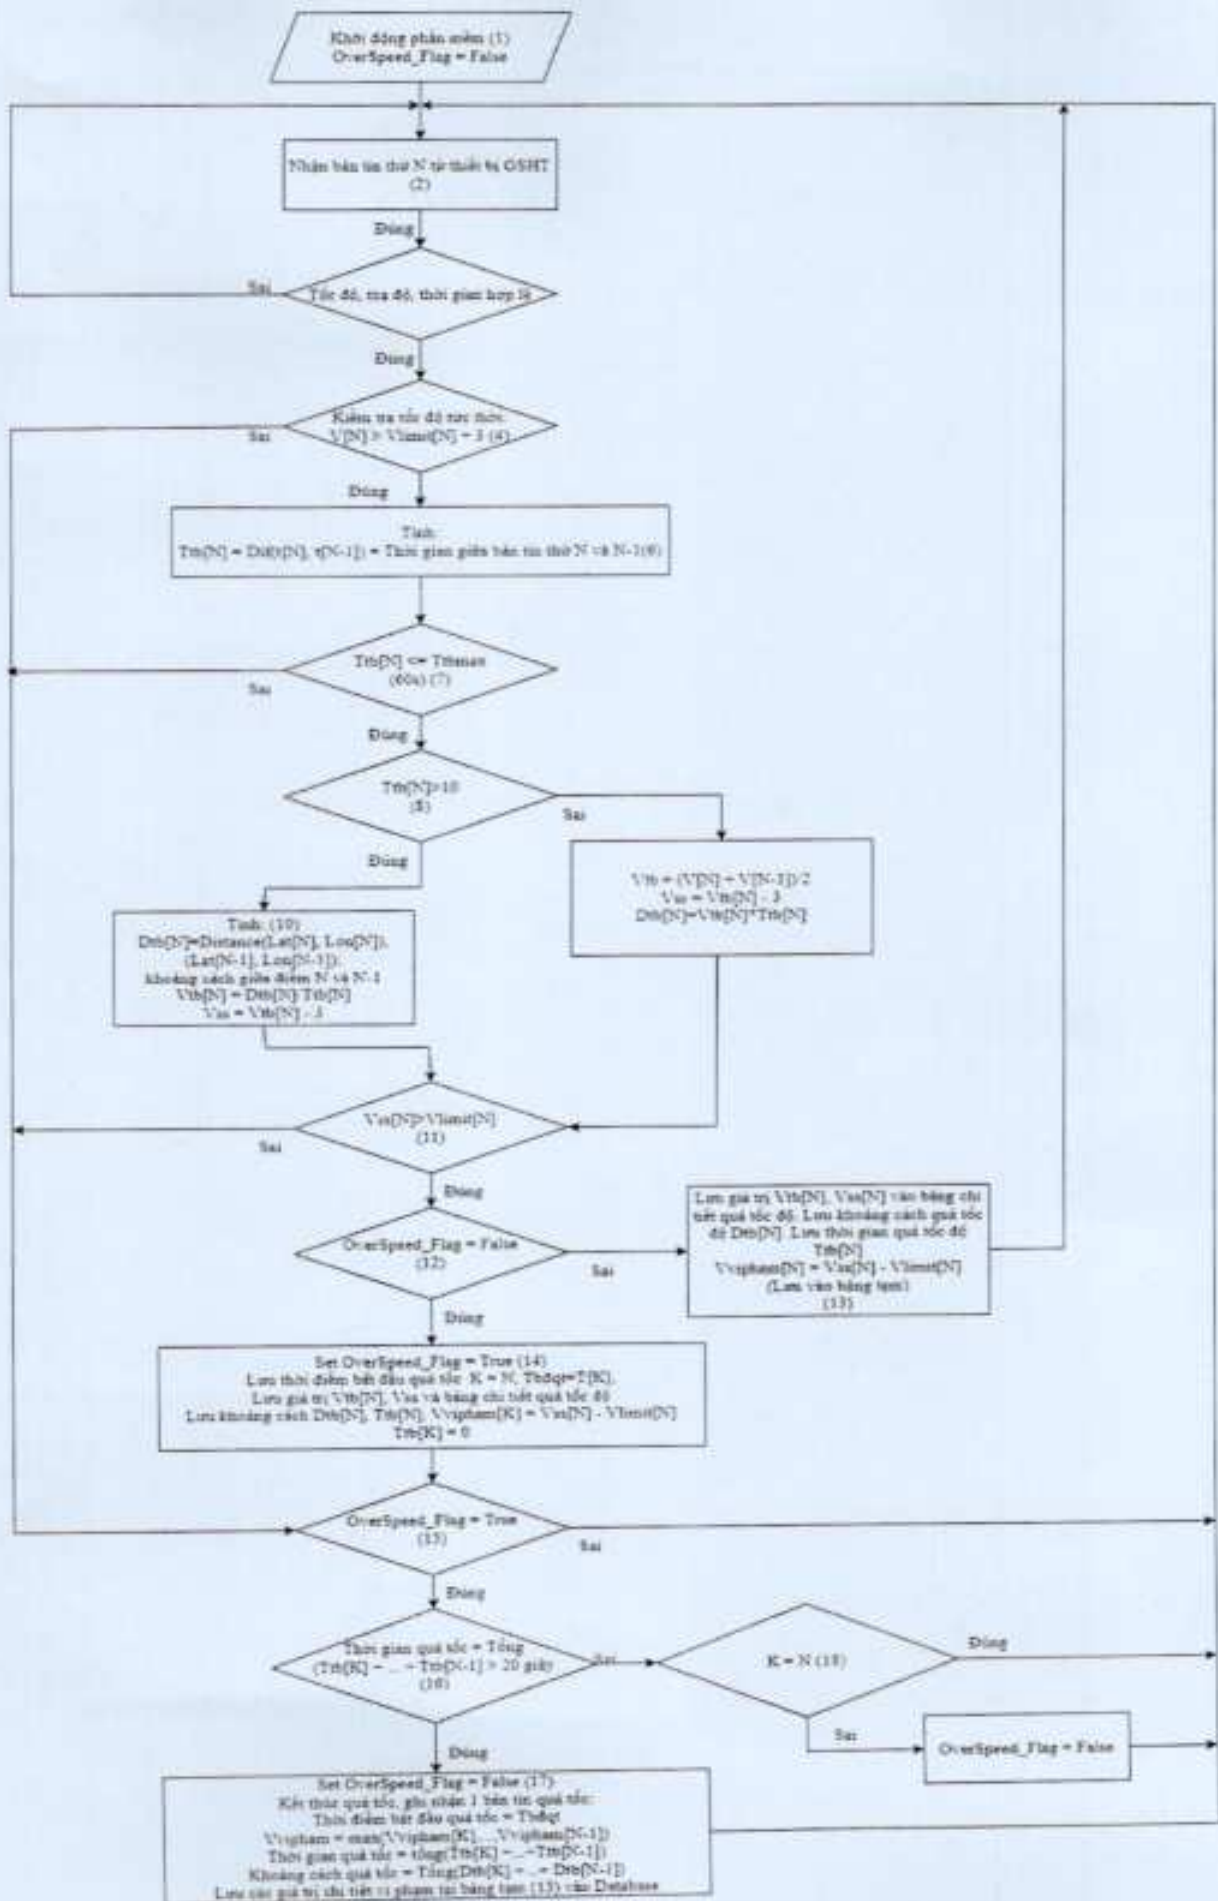 Khởi động phần mềm (1)
OverSpeed_Flag = False
Nhận bản tin thứ N từ thiết bị GSHT
(2)
Đúng
Sai
Tốc độ, tọa độ, thời gian hợp lệ
Đúng
Kiểm tra tốc độ tức thời:
Sai
V[N] > Vlimit[N] + 3 (4)
Đúng
Tính:
Ttb[N] = Dif(t[N], t[N-1]) = Thời gian giữa bản tin thứ N và N-1(6)
Ttb[N] <= Ttbmax
(60s) (7)
Sai
Đúng
Ttb[N]>10
(8)
Sai
Đúng
Vtb = (V[N] + V[N-1])/2
Vss = Vtb[N] - 3
Dtb[N]=Vtb[N]*Ttb[N]
Tính: (10)
Dtb[N]=Distance(Lat[N], Lon[N]),
(Lat[N-1], Lon[N-1]);
khoảng cách giữa điểm N và N-1
Vtb[N] = Dtb[N]/Ttb[N]
Vss = Vtb[N] - 3
Vss[N]>Vlimit[N]
(11)
Sai
Đúng
OverSpeed_Flag = False
(12)
Sai
Lưu giá trị Vtb[N], Vss[N] vào bảng chi
tiết quá tốc độ. Lưu khoảng cách quá tốc
độ Dtb[N]. Lưu thời gian quá tốc độ
Ttb[N]
Vvipham[N] = Vss[N] - Vlimit[N]
(Lưu vào bảng tạm)
(13)
Đúng
Set OverSpeed_Flag = True (14)
Lưu thời điểm bắt đầu quá tốc K = N, Tbđqt=T[K],
Lưu giá trị Vtb[N], Vss và bảng chi tiết quá tốc độ
Lưu khoảng cách Dtb[N], Ttb[N], Vvipham[K] = Vss[N] - Vlimit[N]
Ttb[K] = 0
OverSpeed_Flag = True
(15)
Sai
Đúng
Thời gian quá tốc = Tổng
(Ttb[K] + ... + Ttb[N-1] > 20 giây
(16)
Sai
K = N (18)
Đúng
Sai
OverSpeed_Flag = False
Đúng
Set OverSpeed_Flag = False (17)
Kết thúc quá tốc, ghi nhận 1 bản tin quá tốc:
Thời điểm bắt đầu quá tốc = Tbđqt
Vvipham = max(Vvipham[K],...,Vvipham[N-1])
Thời gian quá tốc = tổng(Ttb[K] +...+Ttb[N-1])
Khoảng cách quá tốc = Tổng(Dtb[K] + ..+ Dtb[N-1])
Lưu các giá trị chi tiết vi phạm tại bảng tạm (13) vào Database